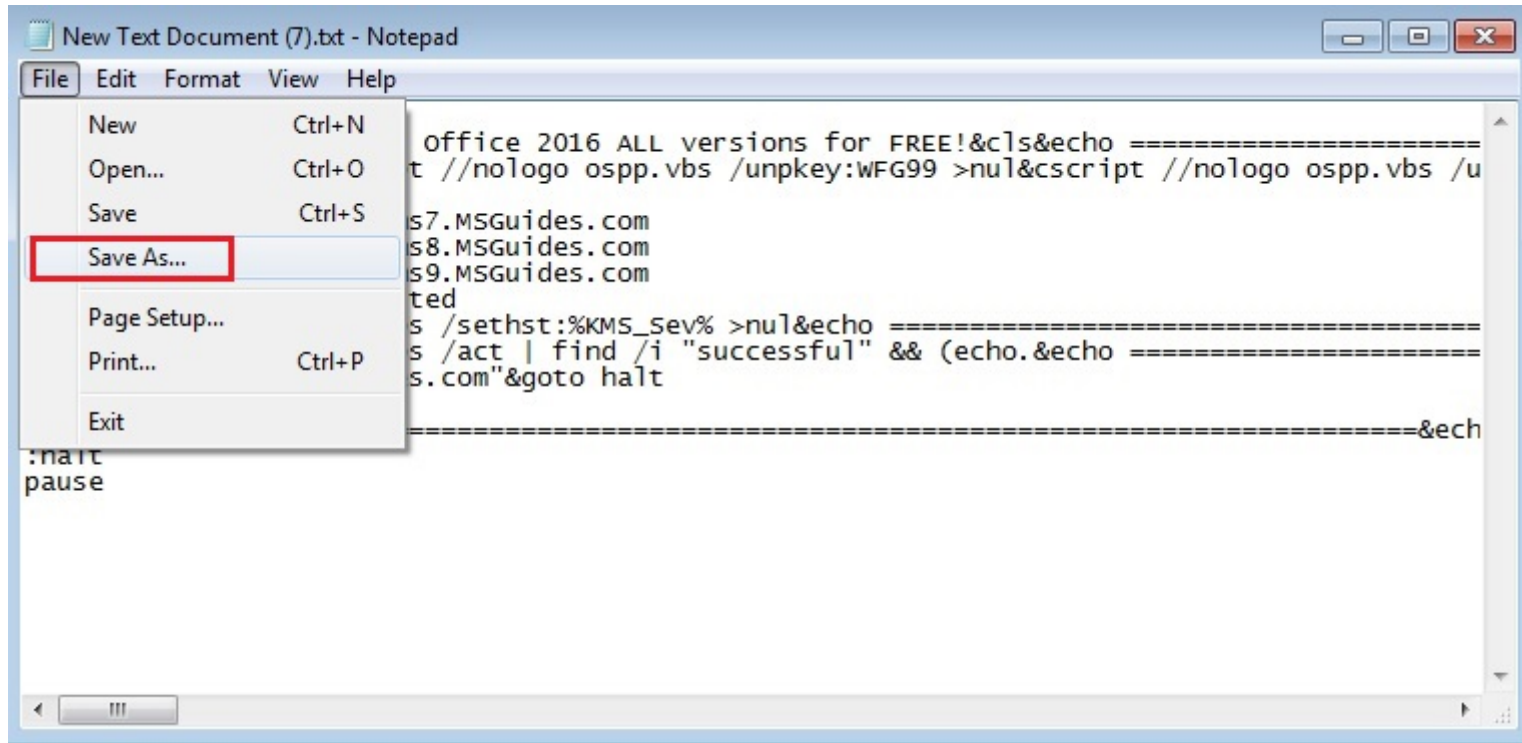 New Text Document (7).txt - Notepad
File Edit Format View Help
New Ctrl+N
Open... Ctrl+O
Save Ctrl+S
Save As...
Page Setup...
Print... Ctrl+P
Exit
Office 2016 ALL versions for FREE!&cls&echo ======================
t //nologo ospp.vbs /unpkey:WFG99 >nul&cscript //nologo ospp.vbs /u
s7.MSGuides.com
s8.MSGuides.com
s9.MSGuides.com
ted
s /sethst:%KMS_Sev% >nul&echo =====================================
s /act | find /i "successful" && (echo.&echo ======================
s.com"&goto halt
===============================================================&ech
:halt
pause